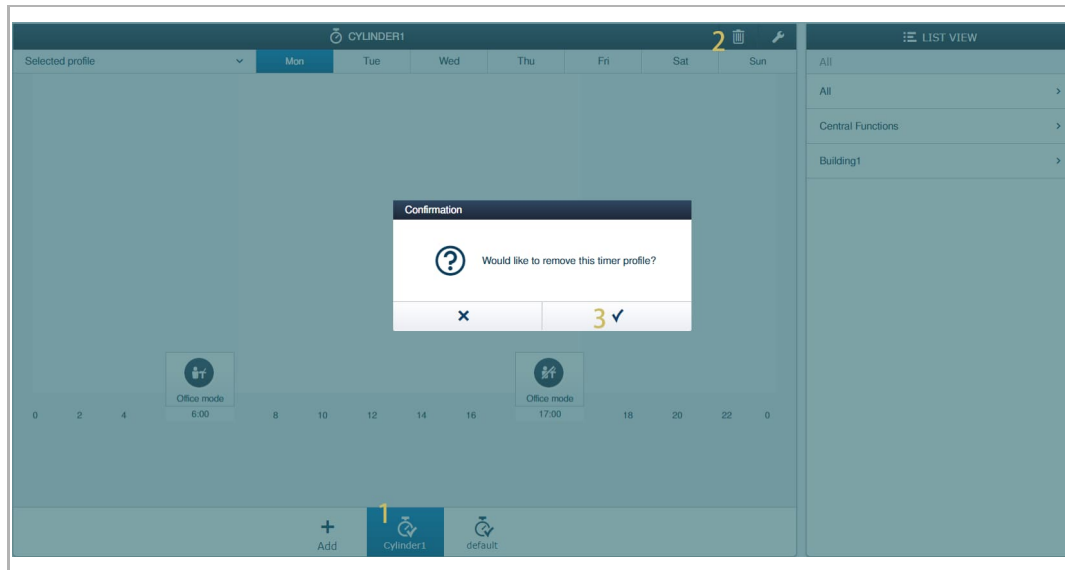 CYLINDER1
2
LIST VIEW
Selected profile
Mon Tue Wed Thu Fri Sat Sun
All
All
Central Functions
Building1
Confirmation
Would like to remove this timer profile?
3
Office mode
Office mode
0 2 4 6:00 8 10 12 14 16 17:00 18 20 22 0
1
Add
Cylinder1
default